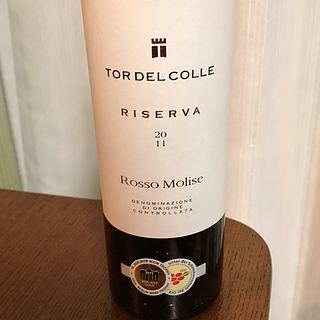 TOR DEL COLLE
RISERVA
20
11
Rosso Molise
DENOMINAZIONE
DI ORIGINE
CONTROLLATA